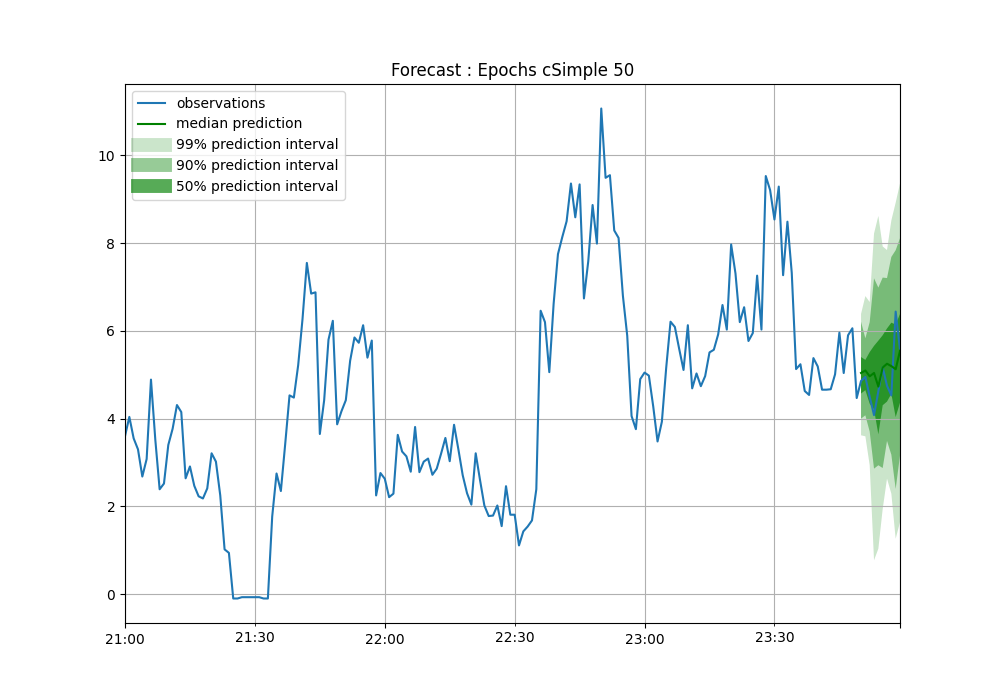 Forecast : Epochs cSimple 50
observations
median prediction
99% prediction interval
90% prediction interval
50% prediction interval
10
8
6
4
2
0
21:00 21:30 22:00 22:30 23:00 23:30